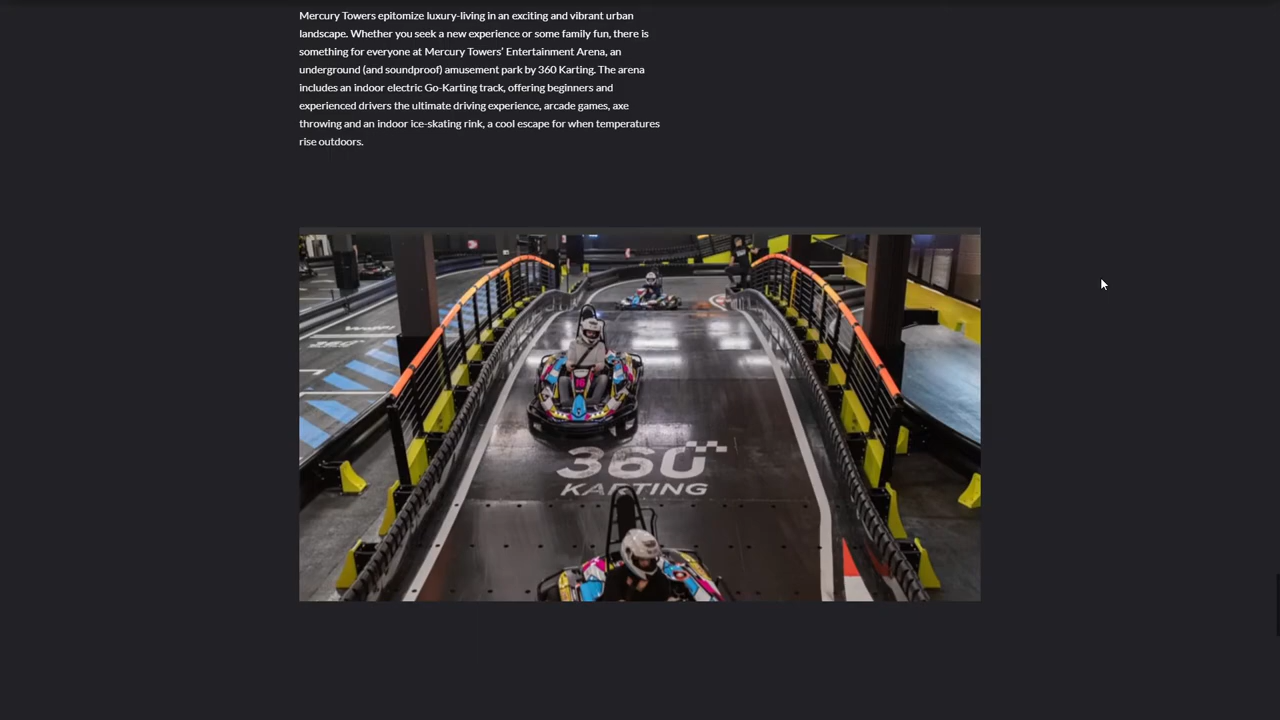 Mercury Towers epitomize luxury-living in an exciting and vibrant urban
landscape. Whether you seek a new experience or some family fun, there is
something for everyone at Mercury Towers’ Entertainment Arena, an
underground (and soundproof) amusement park by 360 Karting. The arena
includes an indoor electric Go-Karting track, offering beginners and
experienced drivers the ultimate driving experience, arcade games, axe
throwing and an indoor ice-skating rink, a cool escape for when temperatures
rise outdoors.
360
16
360
KARTING